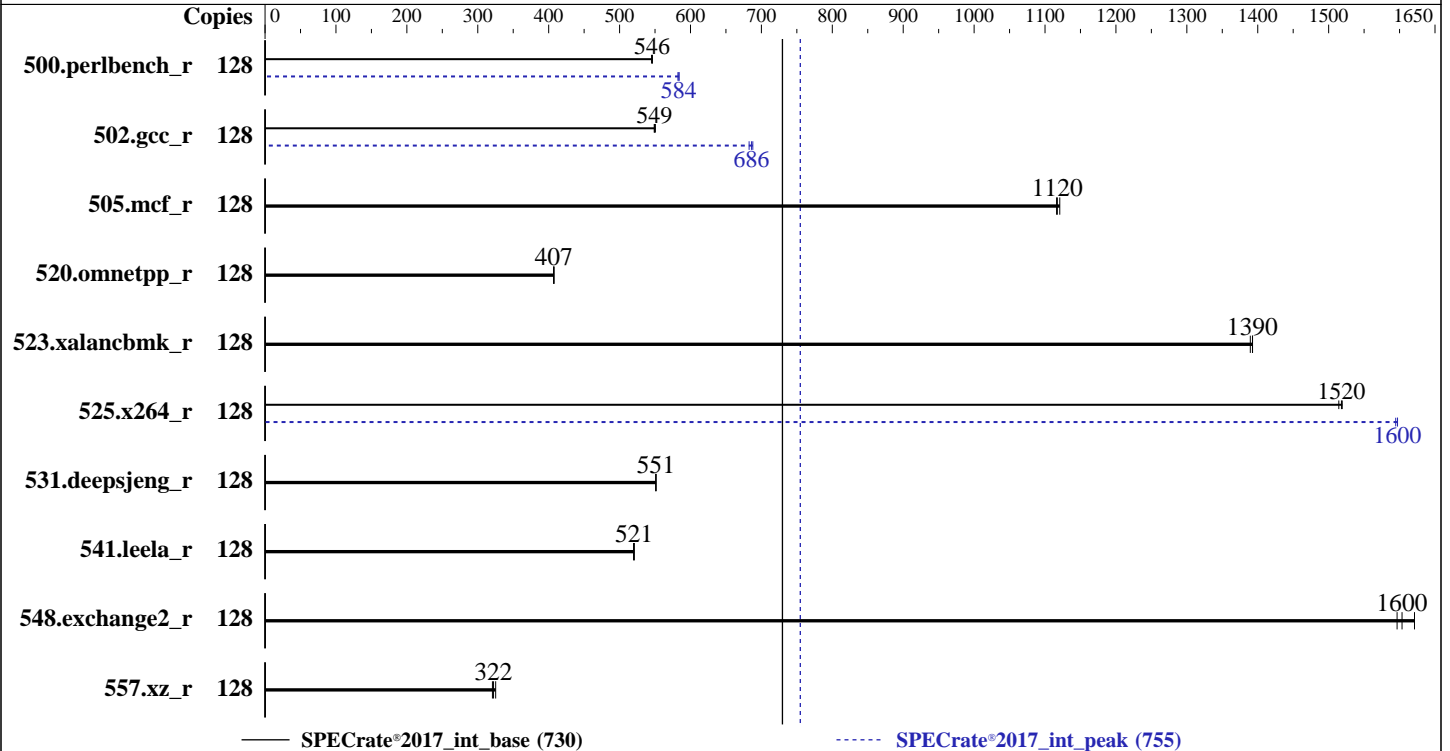 Copies 0 100 200 300 400 500 600 700 800 900 1000 1100 1200 1300 1400 1500 1650
546
500.perlbench_r 128
584
549
502.gcc_r 128
686
1120
505.mcf_r 128
407
520.omnetpp_r 128
1390
523.xalancbmk_r 128
1520
525.x264_r 128
1600
551
531.deepsjeng_r 128
521
541.leela_r 128
1600
548.exchange2_r 128
322
557.xz_r 128
SPECrate®2017_int_base (730) SPECrate®2017_int_peak (755)